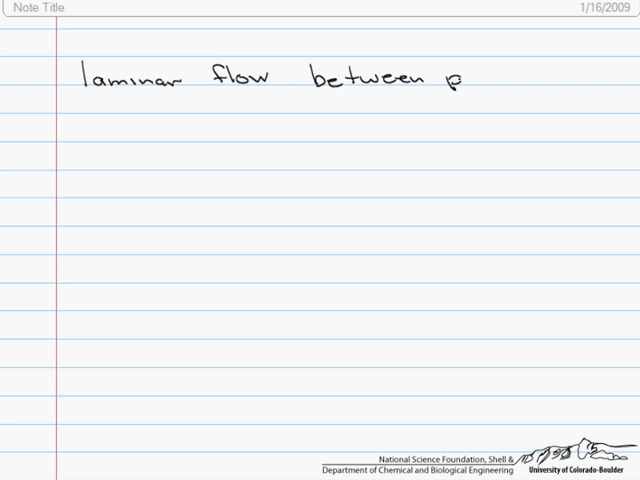 Note Title
1/16/2009
laminar flow between p
National Science Foundation, Shell &
Department of Chemical and Biological Engineering
University of Colorado-Boulder